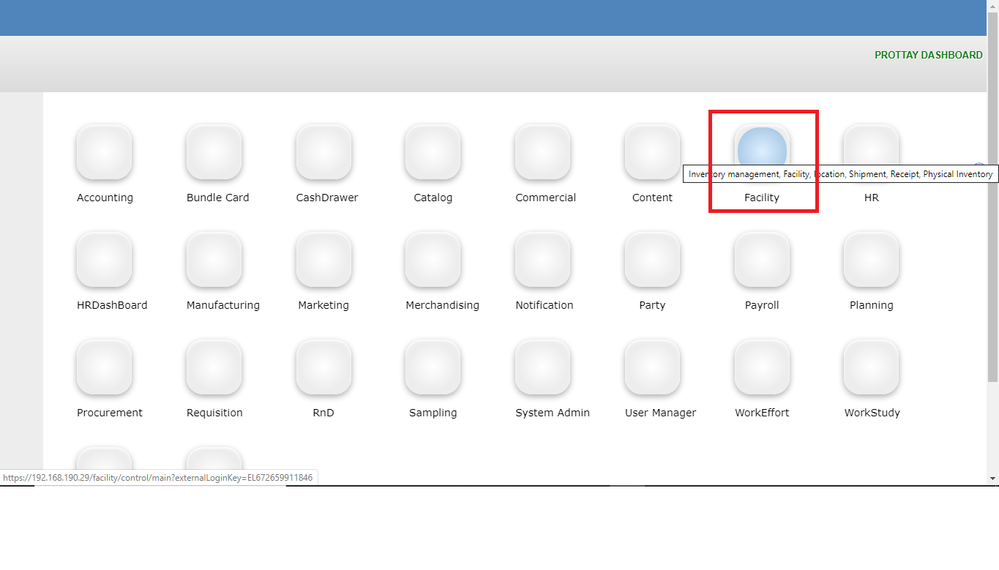 PROTTAY DASHBOARD
Inventory management, Facility, location, Shipment, Receipt, Physical Inventory
Accounting
Bundle Card
CashDrawer
Catalog
Commercial
Content
Facility
HR
HRDashBoard
Manufacturing
Marketing
Merchandising
Notification
Party
Payroll
Planning
Procurement
Requisition
RnD
Sampling
System Admin
User Manager
WorkEffort
WorkStudy
https://192.168.190.29/facility/control/main?externalLoginKey=EL672659911846